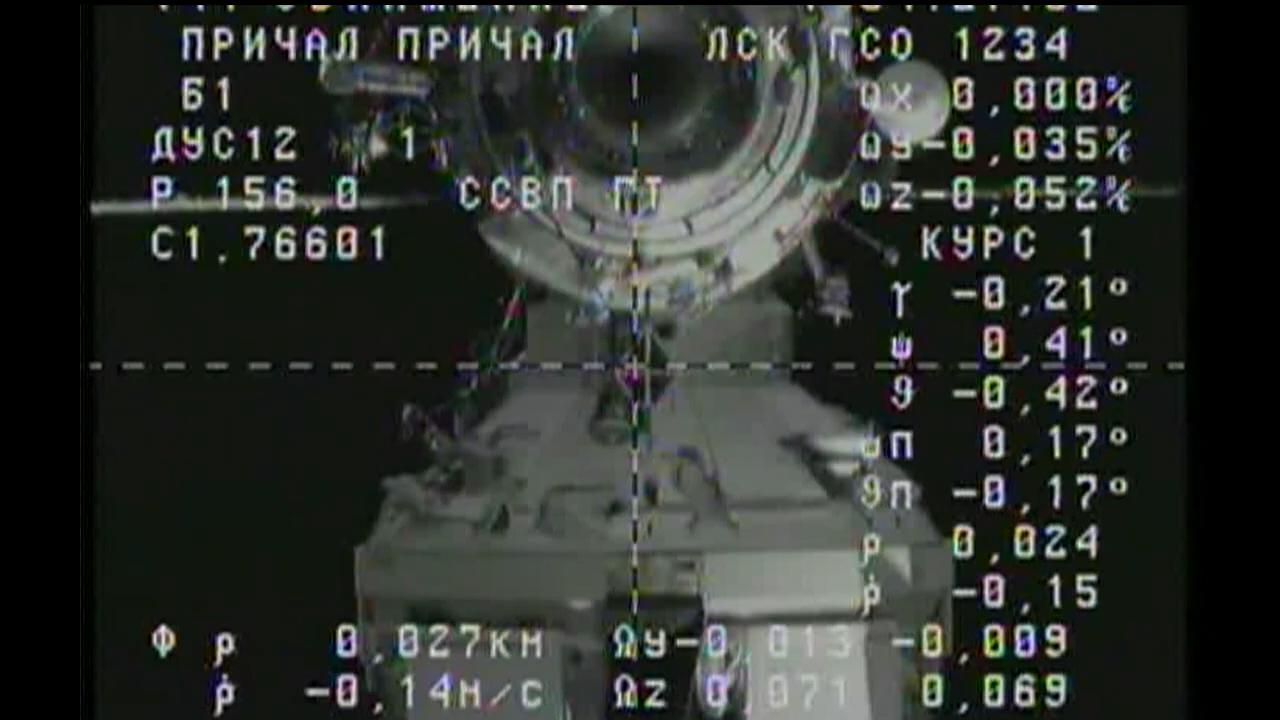 ПРИЧАЛ ПРИЧАЛ ЛСК ГСО 1234
Б1 ωX 0,000%
ДУС12 1 ωУ-0,035%
Р 156,0 ССВП ПТ ωZ-0,052%
С1.76601 КУРС 1
γ -0,21°
ψ 0,41°
ϑ -0,42°
ψП 0,17°
ϑП -0,17°
ρ 0,024
ρ̇ -0,15
Ф ρ 0,027КМ ΩУ-0,013 -0,009
ρ̇ -0,14М/С ΩZ 0,071 0,069